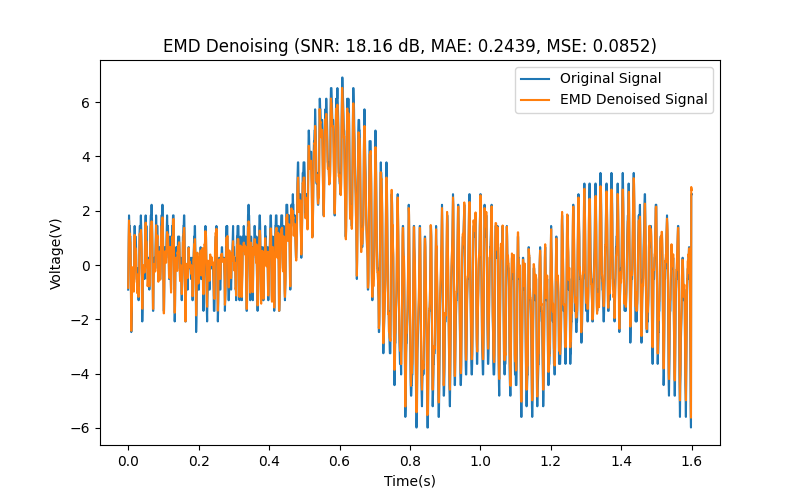 EMD Denoising (SNR: 18.16 dB, MAE: 0.2439, MSE: 0.0852)
Original Signal
EMD Denoised Signal
6
4
2
0
−2
−4
−6
Voltage(V)
0.0 0.2 0.4 0.6 0.8 1.0 1.2 1.4 1.6
Time(s)